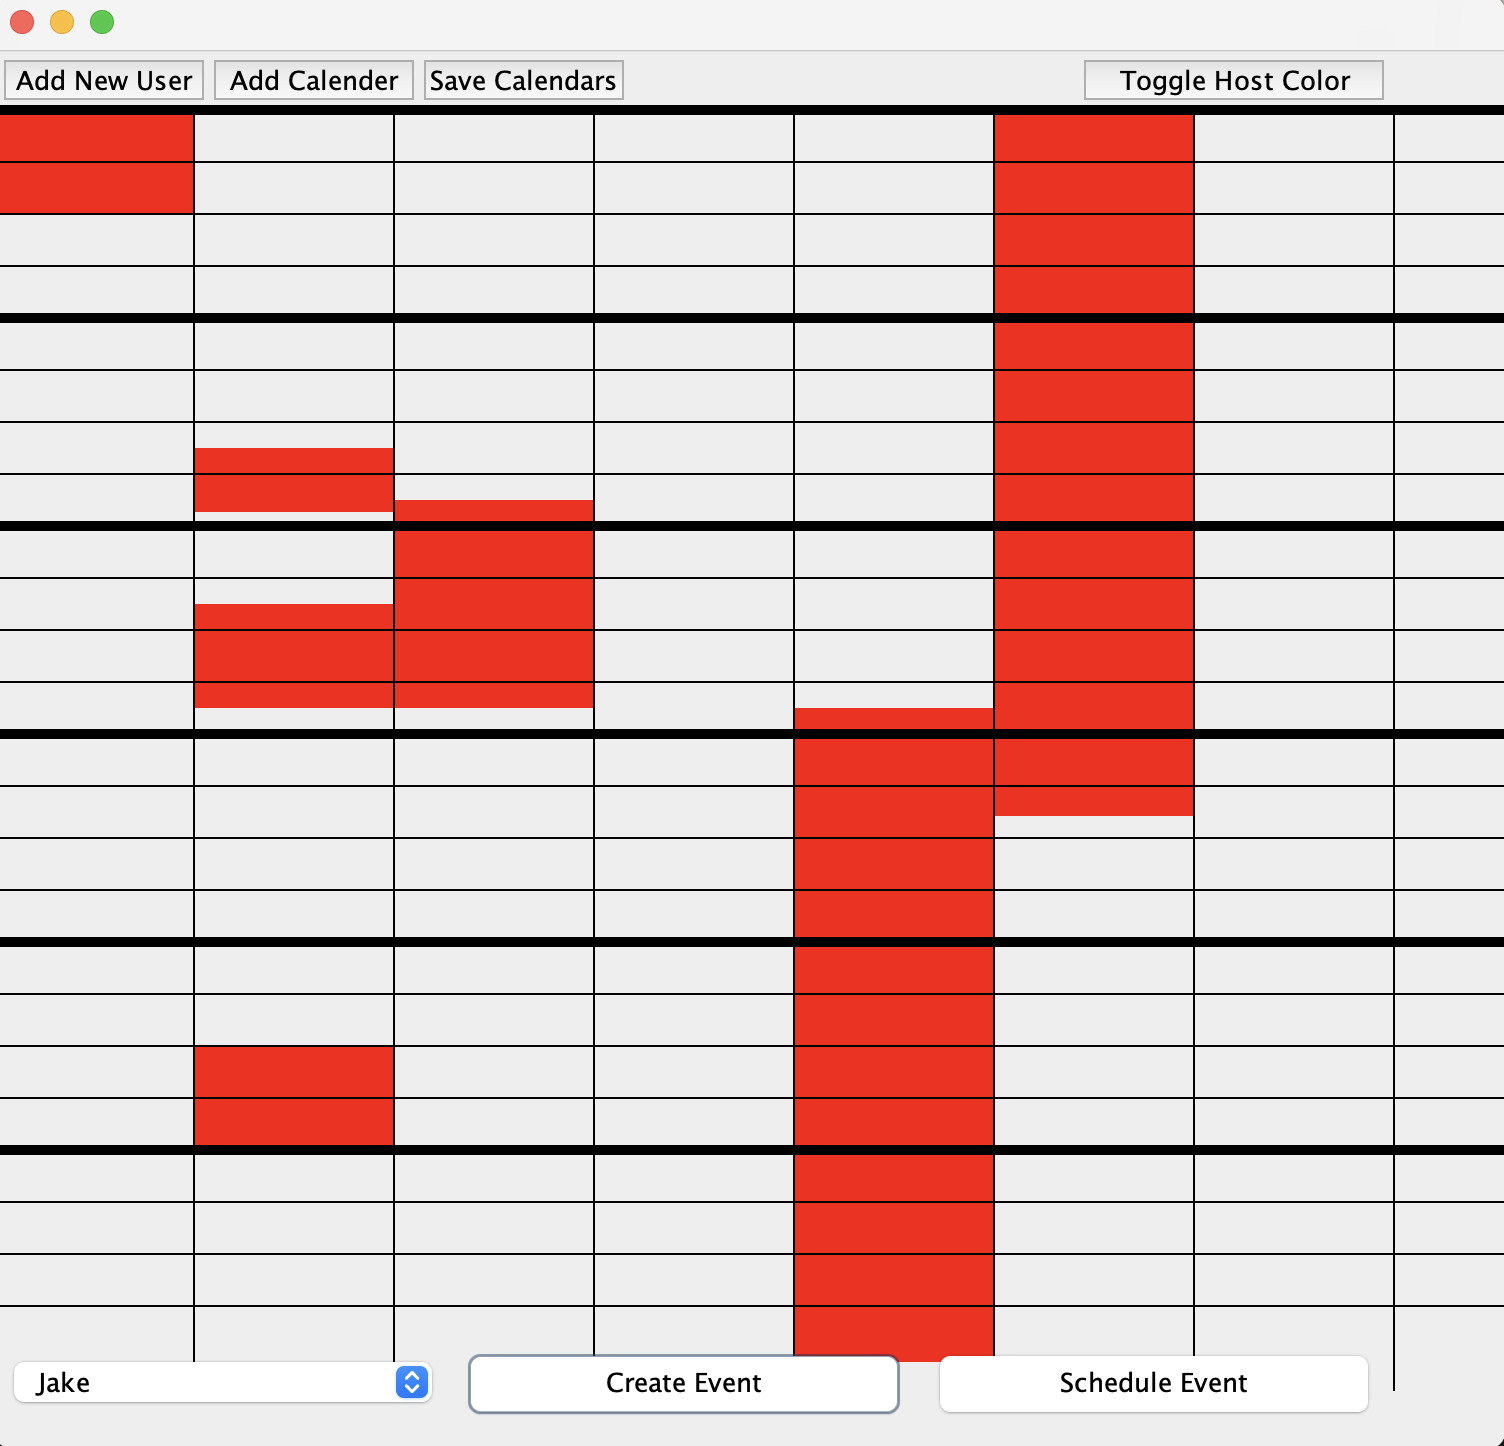 Add New User
Add Calender
Save Calendars
Toggle Host Color
Jake
Create Event
Schedule Event